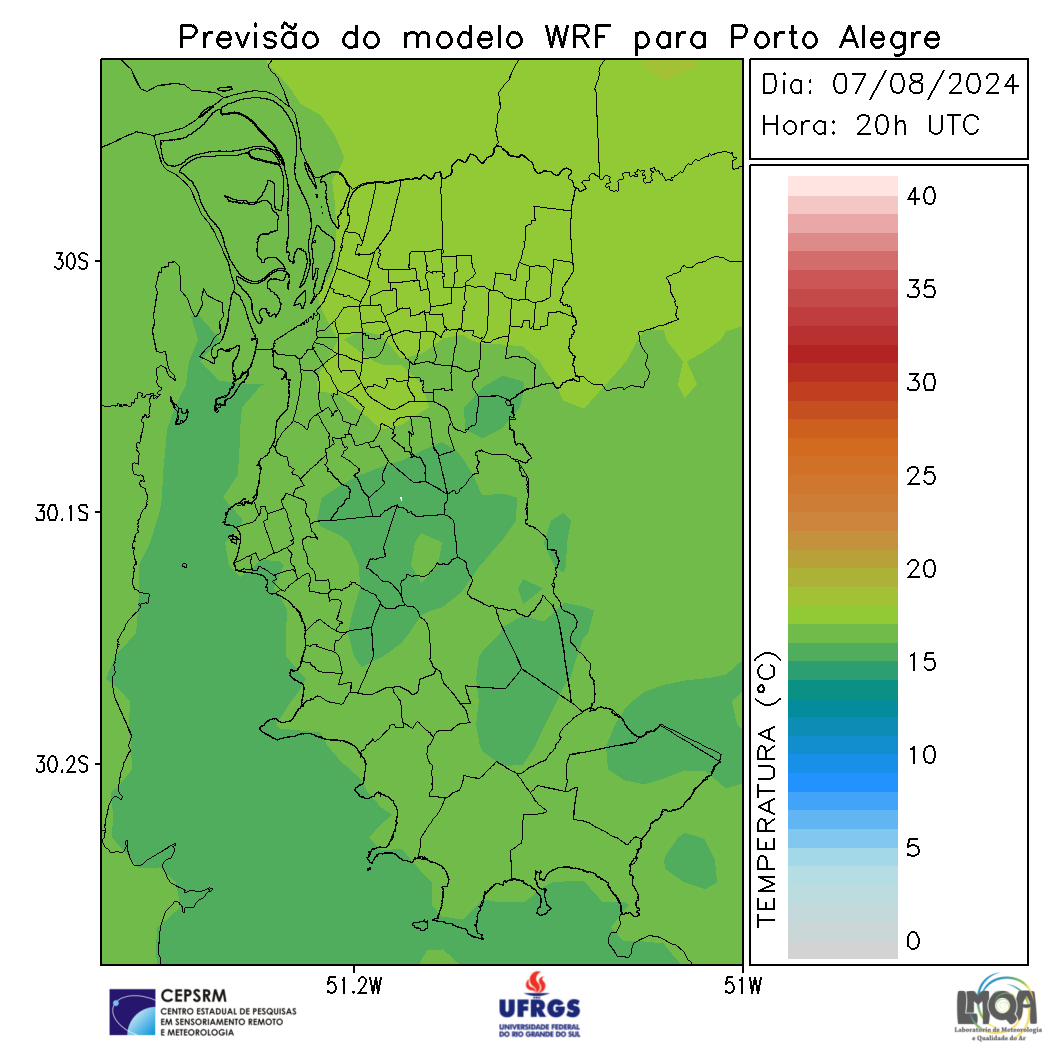 Previsão do modelo WRF para Porto Alegre
Dia: 07/08/2024
Hora: 20h UTC
30S
30.1S
30.2S
51.2W
51W
TEMPERATURA (°C)
40
35
30
25
20
15
10
5
0
CEPSRM
CENTRO ESTADUAL DE PESQUISAS
EM SENSORIAMENTO REMOTO
E METEOROLOGIA
UFRGS
UNIVERSIDADE FEDERAL
DO RIO GRANDE DO SUL
LMQA
Laboratório de Meteorologia
e Qualidade do Ar